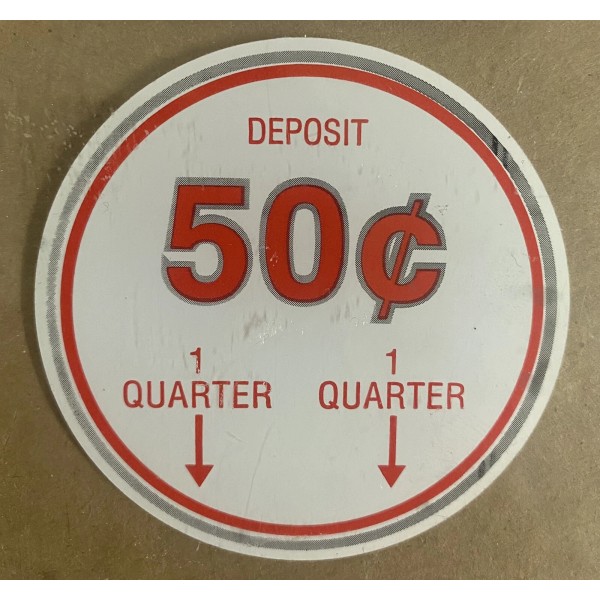 DEPOSIT
50¢
1 1
QUARTER QUARTER